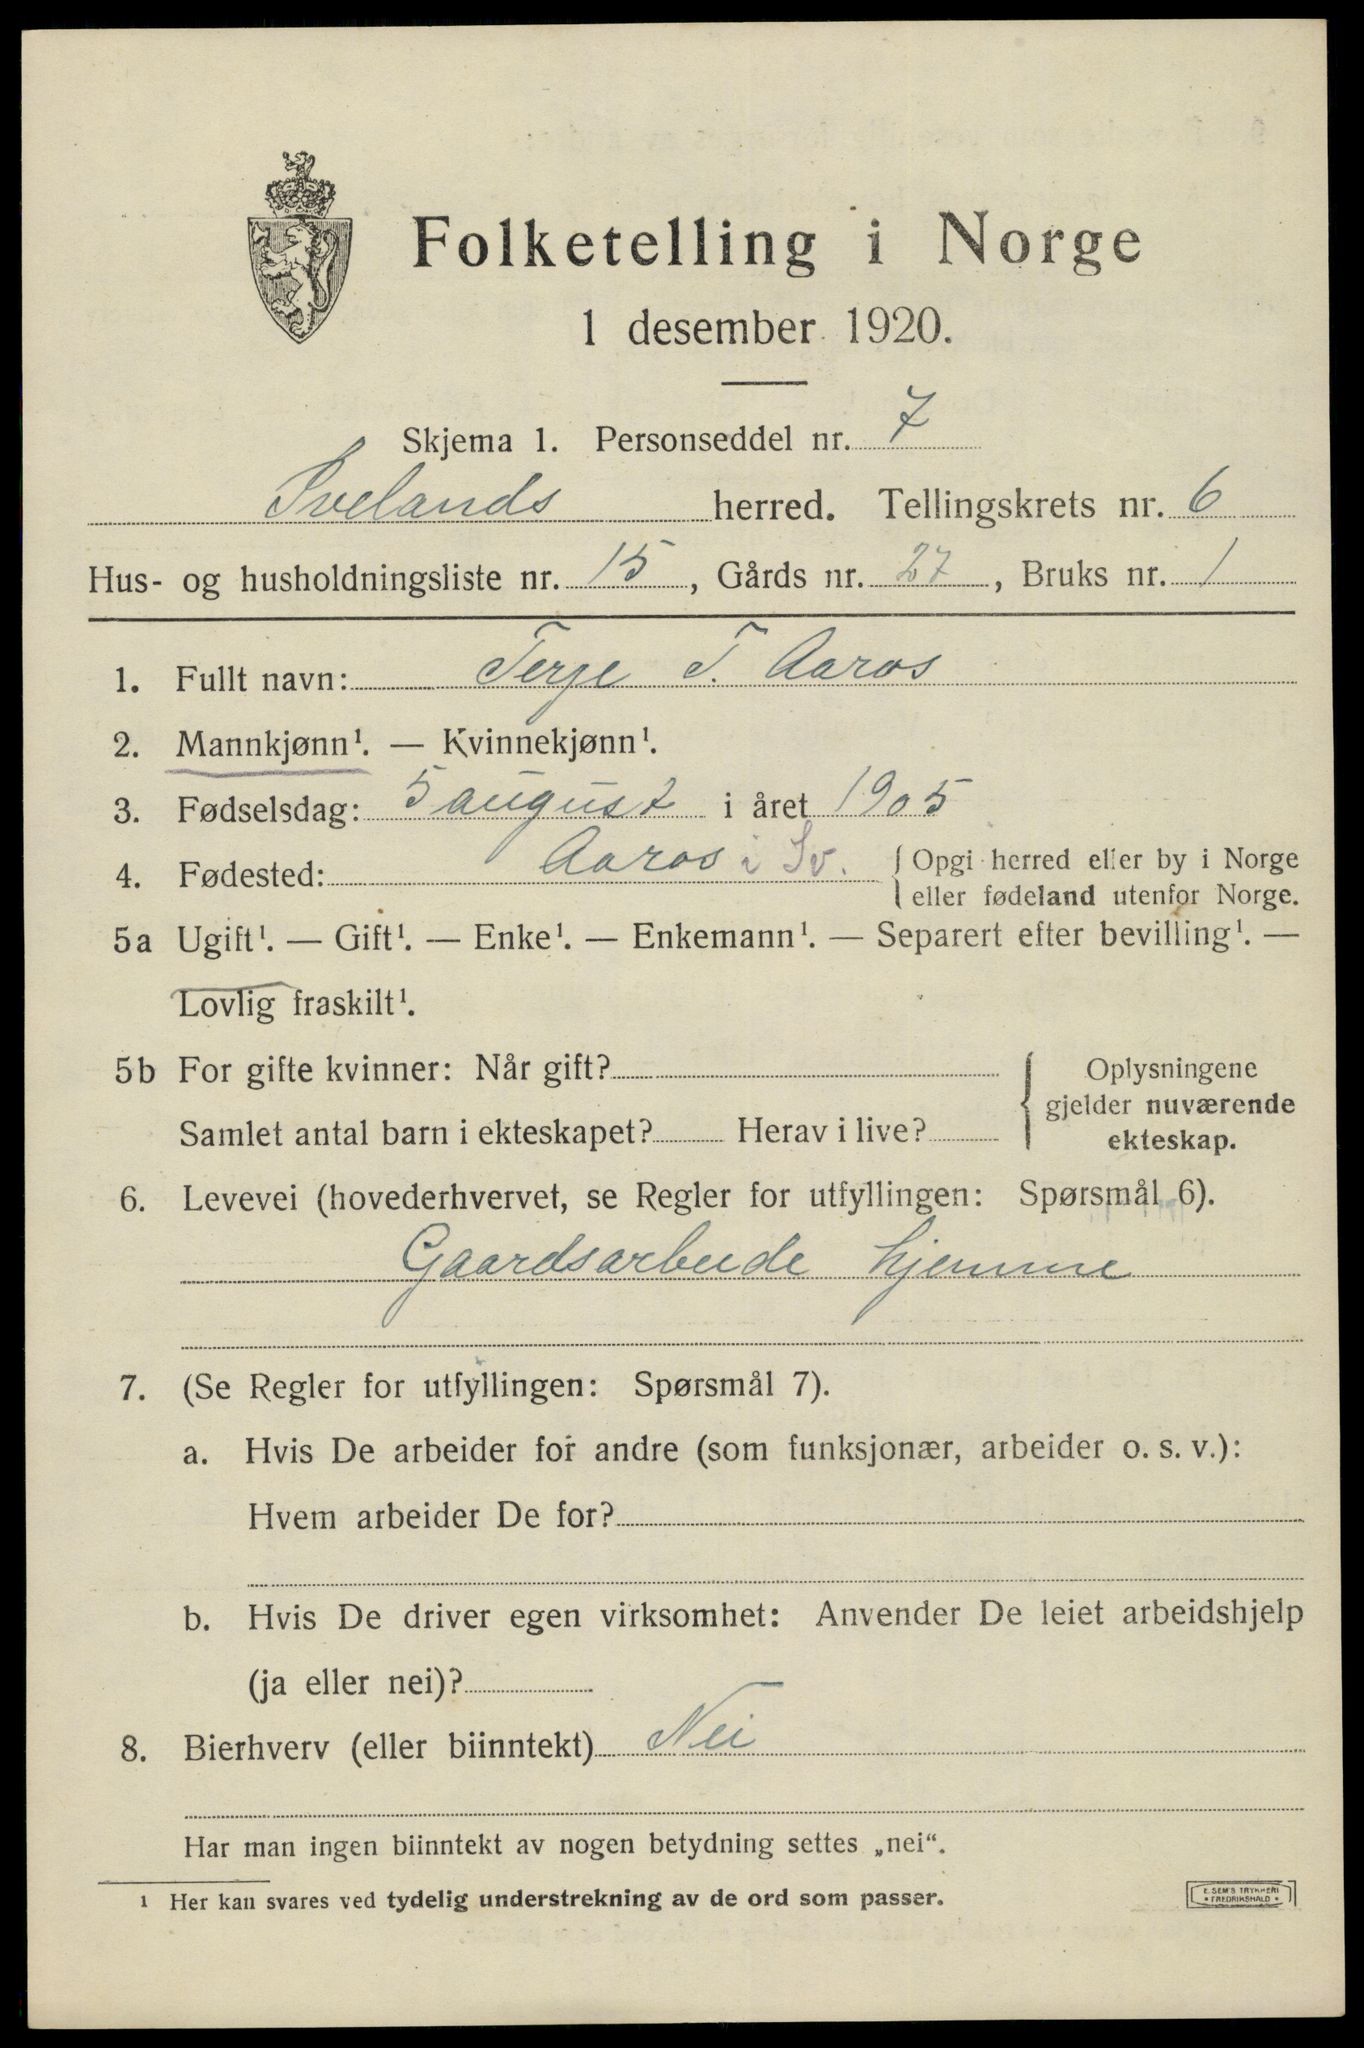 Folketelling i Norge
1 desember 1920.
Skjema 1. Personseddel nr. 7
Ivelands herred. Tellingskrets nr. 6
Hus- og husholdningsliste nr. 15, Gårds nr. 27, Bruks nr. 1
1. Fullt navn: Terje T. Aaros
2. Mannkjønn¹. — Kvinnekjønn¹.
3. Fødselsdag: 5 august i året 1905
4. Fødested: Aaros i Iv. { Opgi herred eller by i Norge
eller fødeland utenfor Norge.
5a Ugift¹. — Gift¹. — Enke¹. — Enkemann¹. — Separert efter bevilling¹. —
Lovlig fraskilt¹.
5b For gifte kvinner: Når gift?
Samlet antal barn i ekteskapet? Herav i live?
Oplysningene
gjelder nuværende
ekteskap.
6. Levevei (hovederhvervet, se Regler for utfyllingen: Spørsmål 6).
Gaardsarbeide hjemme
7. (Se Regler for utfyllingen: Spørsmål 7).
a. Hvis De arbeider for andre (som funksjonær, arbeider o. s. v.):
Hvem arbeider De for?
b. Hvis De driver egen virksomhet: Anvender De leiet arbeidshjelp
(ja eller nei)?
8. Bierhverv (eller biinntekt) Nei
Har man ingen biinntekt av nogen betydning settes „nei“.
¹ Her kan svares ved tydelig understrekning av de ord som passer.
E. SEM'S TRYKKERI
• FREDRIKSHALD •